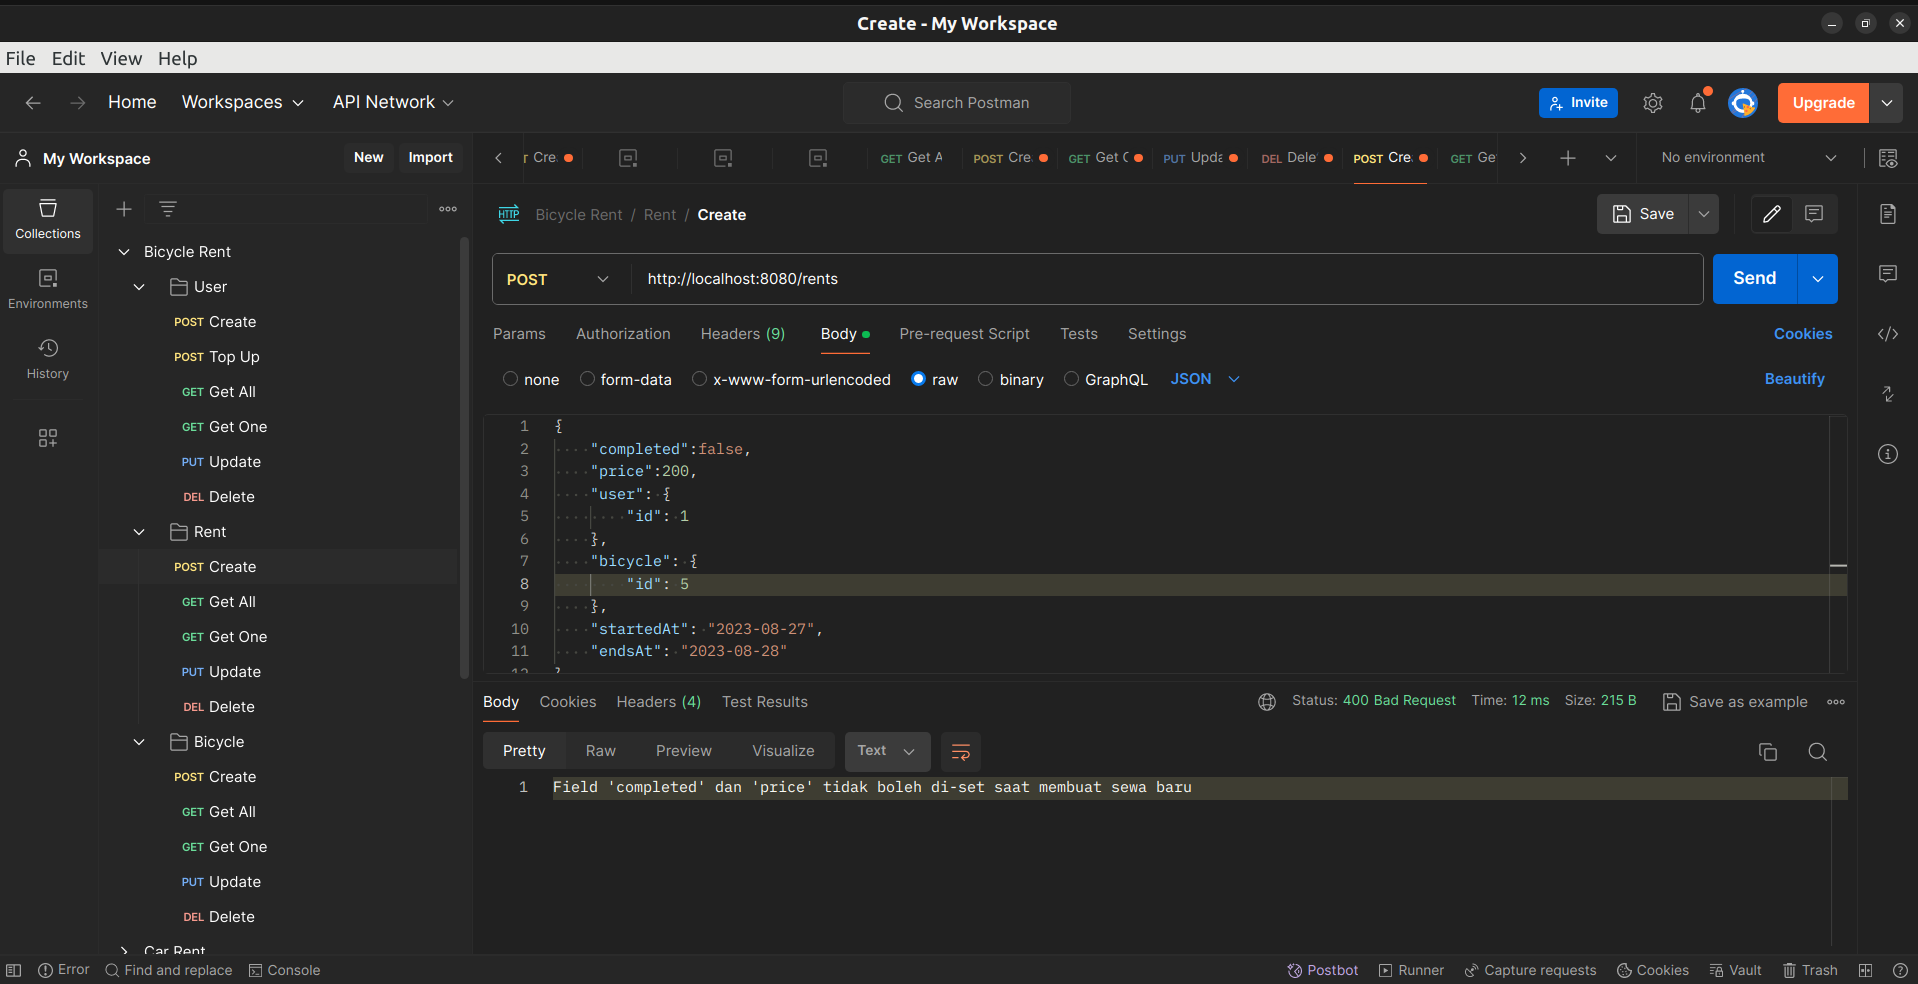 Create - My Workspace
File Edit View Help
Home Workspaces API Network Search Postman Invite Upgrade
My Workspace New Import
Cre GET Get A POST Cre GET Get C PUT Upda DEL Dele POST Cre GET Ge No environment
Collections
Environments
History
Bicycle Rent
User
POST Create
POST Top Up
GET Get All
GET Get One
PUT Update
DEL Delete
Rent
POST Create
GET Get All
GET Get One
PUT Update
DEL Delete
Bicycle
POST Create
GET Get All
GET Get One
PUT Update
DEL Delete
Car Rent
HTTP Bicycle Rent / Rent / Create Save
POST http://localhost:8080/rents Send
Params Authorization Headers (9) Body Pre-request Script Tests Settings Cookies
none form-data x-www-form-urlencoded raw binary GraphQL JSON Beautify
1 {
2 "completed":false,
3 "price":200,
4 "user": {
5 "id": 1
6 },
7 "bicycle": {
8 "id": 5
9 },
10 "startedAt": "2023-08-27",
11 "endsAt": "2023-08-28"
12 }
Body Cookies Headers (4) Test Results Status: 400 Bad Request Time: 12 ms Size: 215 B Save as example
Pretty Raw Preview Visualize Text
1 Field 'completed' dan 'price' tidak boleh di-set saat membuat sewa baru
Error Find and replace Console Postbot Runner Capture requests Cookies Vault Trash